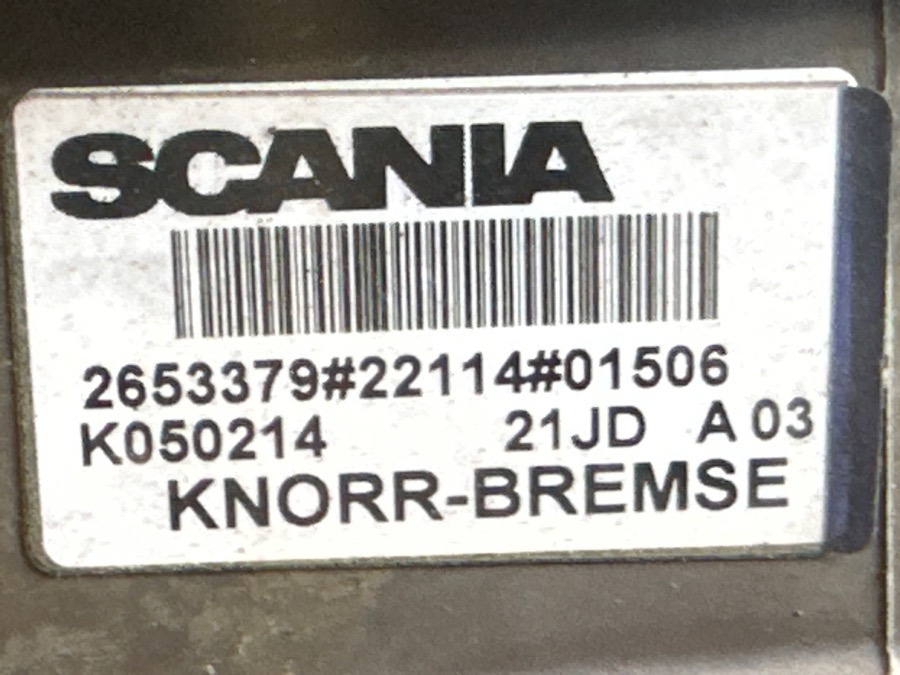 SCANIA
2653379#22114#01506
K050214 21JD A 03
KNORR-BREMSE